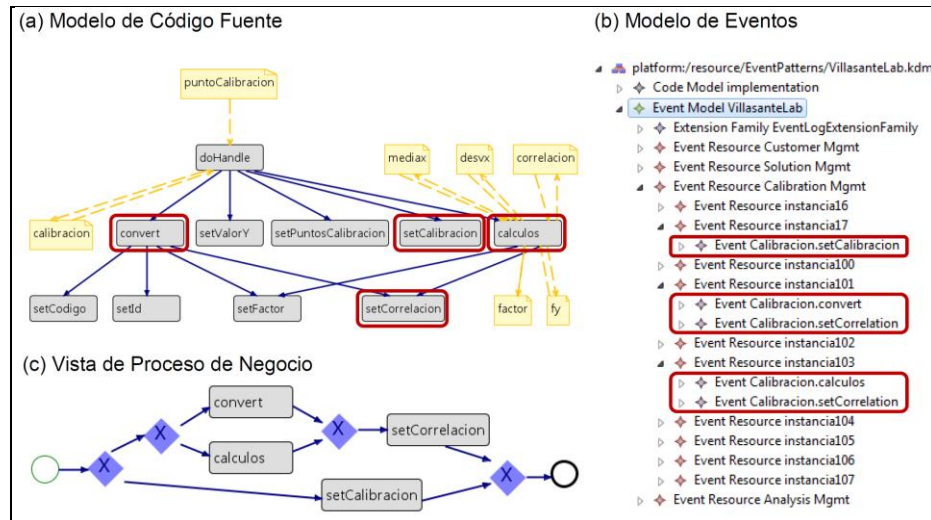 (a) Modelo de Código Fuente
puntoCalibracion
doHandle
mediax
desvx
correlacion
calibracion
convert
setValorY
setPuntosCalibracion
setCalibracion
calculos
setCodigo
setId
setFactor
setCorrelacion
factor
fy
(c) Vista de Proceso de Negocio
convert
X
X
X
calculos
setCorrelacion
X
setCalibracion
(b) Modelo de Eventos
platform:/resource/EventPatterns/VillasanteLab.kdm
Code Model implementation
Event Model VillasanteLab
Extension Family EventLogExtensionFamily
Event Resource Customer Mgmt
Event Resource Solution Mgmt
Event Resource Calibration Mgmt
Event Resource instancia16
Event Resource instancia17
Event Calibracion.setCalibracion
Event Resource instancia100
Event Resource instancia101
Event Calibracion.convert
Event Calibracion.setCorrelation
Event Resource instancia102
Event Resource instancia103
Event Calibracion.calculos
Event Calibracion.setCorrelation
Event Resource instancia104
Event Resource instancia105
Event Resource instancia106
Event Resource instancia107
Event Resource Analysis Mgmt